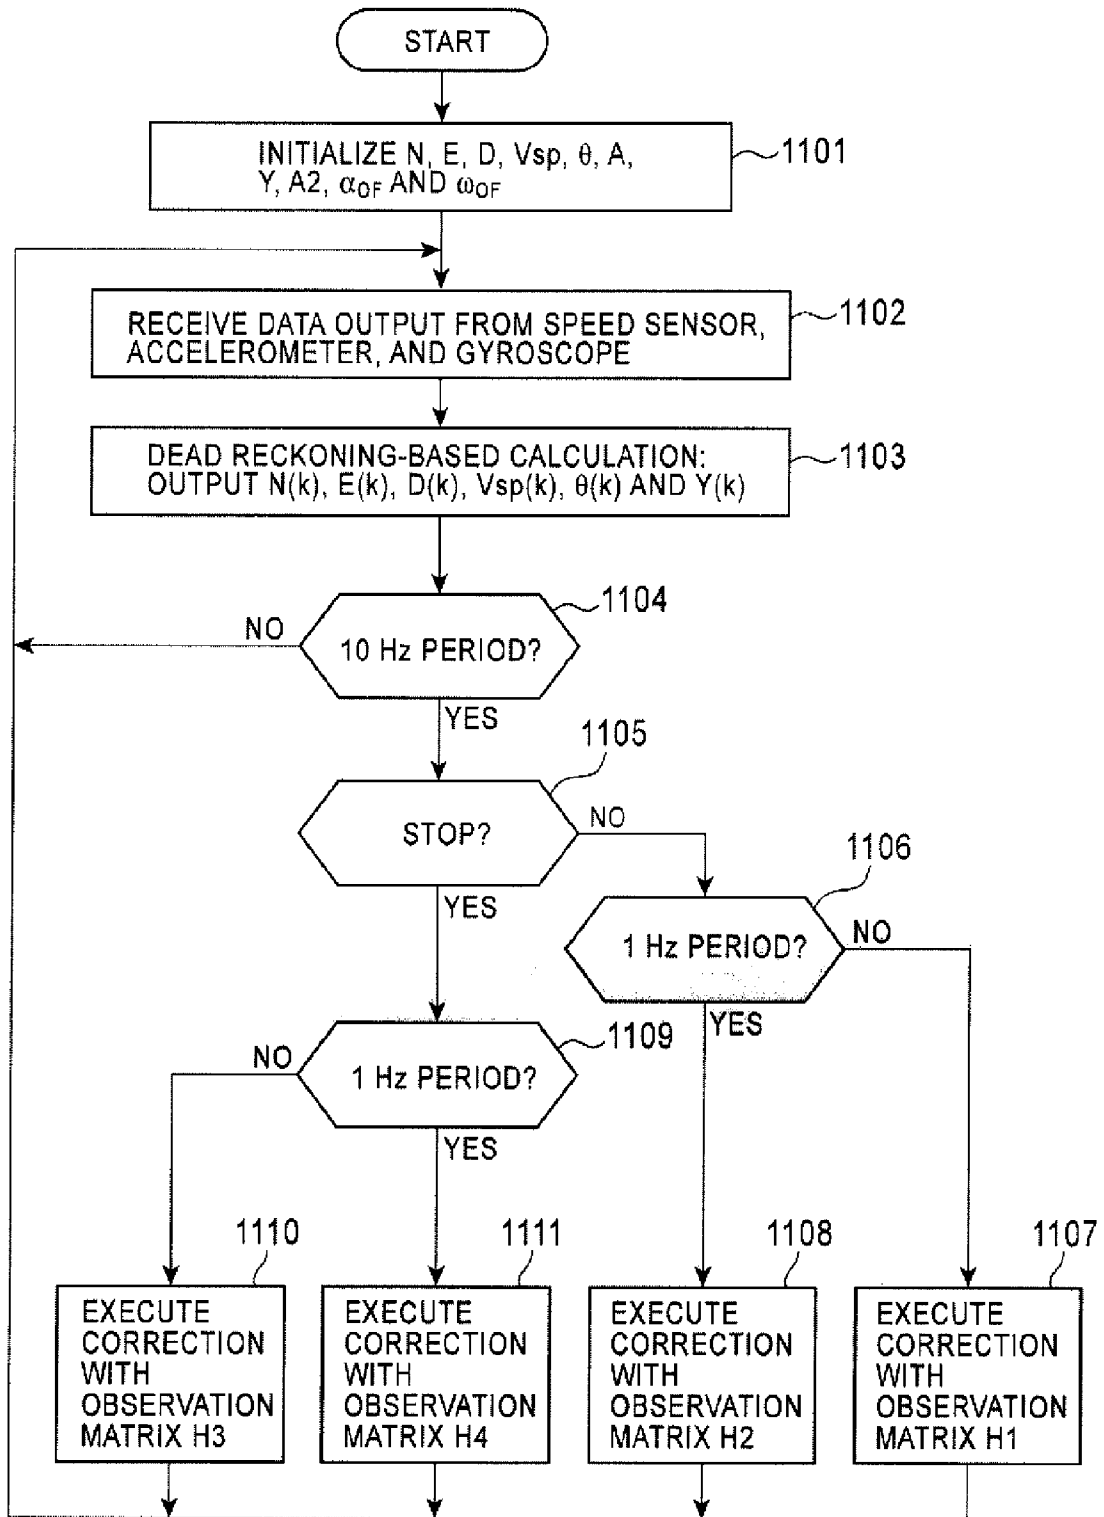 START
INITIALIZE N, E, D, Vsp, θ, A,
Y, A2, αOF AND ωOF
1101
RECEIVE DATA OUTPUT FROM SPEED SENSOR,
ACCELEROMETER, AND GYROSCOPE
1102
DEAD RECKONING-BASED CALCULATION:
OUTPUT N(k), E(k), D(k), Vsp(k), θ(k) AND Y(k)
1103
1104
NO
10 Hz PERIOD?
YES
1105
STOP?
NO
YES
1106
1 Hz PERIOD?
NO
YES
1109
NO
1 Hz PERIOD?
YES
1110
EXECUTE
CORRECTION
WITH
OBSERVATION
MATRIX H3
1111
EXECUTE
CORRECTION
WITH
OBSERVATION
MATRIX H4
1108
EXECUTE
CORRECTION
WITH
OBSERVATION
MATRIX H2
1107
EXECUTE
CORRECTION
WITH
OBSERVATION
MATRIX H1